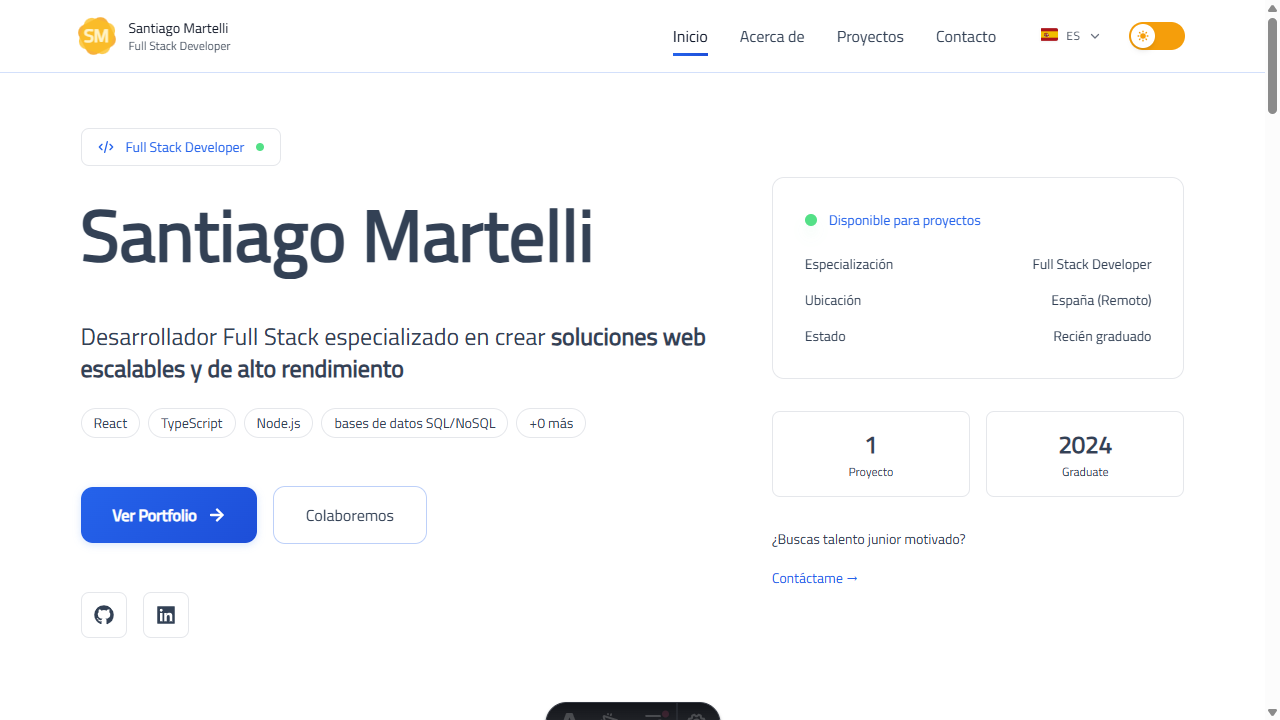 SM
Santiago Martelli
Full Stack Developer
Inicio
Acerca de
Proyectos
Contacto
ES
Full Stack Developer
Santiago Martelli
Desarrollador Full Stack especializado en crear soluciones web
escalables y de alto rendimiento
React
TypeScript
Node.js
bases de datos SQL/NoSQL
+0 más
Ver Portfolio →
Colaboremos
Disponible para proyectos
Especialización
Full Stack Developer
Ubicación
España (Remoto)
Estado
Recién graduado
1
Proyecto
2024
Graduate
¿Buscas talento junior motivado?
Contáctame →